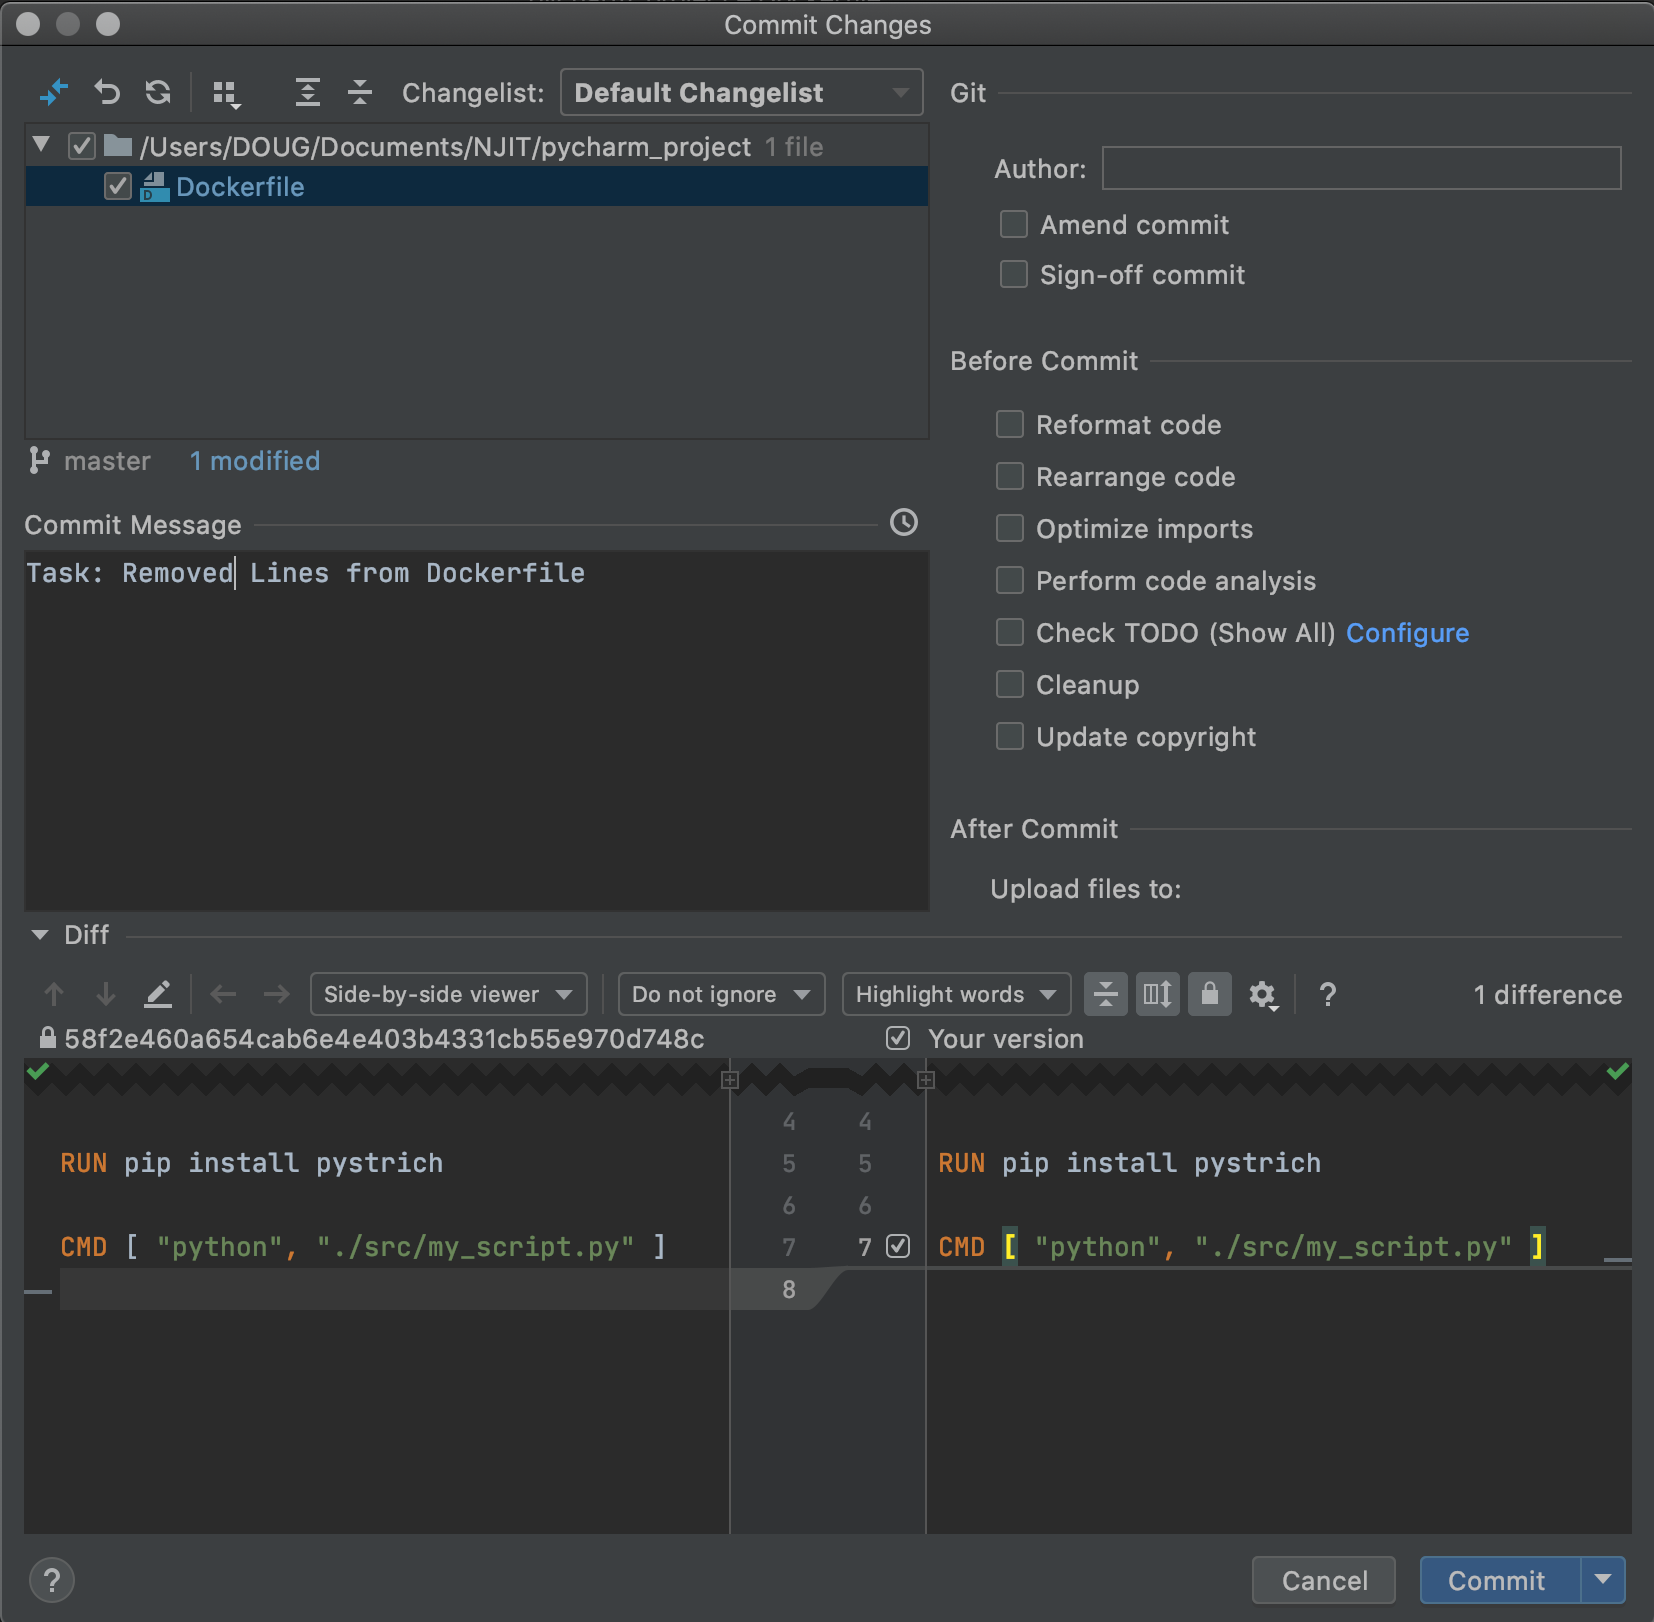 Commit Changes
Changelist: Default Changelist
/Users/DOUG/Documents/NJIT/pycharm_project 1 file
Dockerfile
master 1 modified
Commit Message
Task: Removed Lines from Dockerfile
Git
Author:
Amend commit
Sign-off commit
Before Commit
Reformat code
Rearrange code
Optimize imports
Perform code analysis
Check TODO (Show All) Configure
Cleanup
Update copyright
After Commit
Upload files to:
Diff
Side-by-side viewer Do not ignore Highlight words ? 1 difference
58f2e460a654cab6e4e403b4331cb55e970d748c Your version
4 4
RUN pip install pystrich 5 5 RUN pip install pystrich
6 6
CMD [ "python", "./src/my_script.py" ] 7 7 CMD [ "python", "./src/my_script.py" ]
8
? Cancel Commit